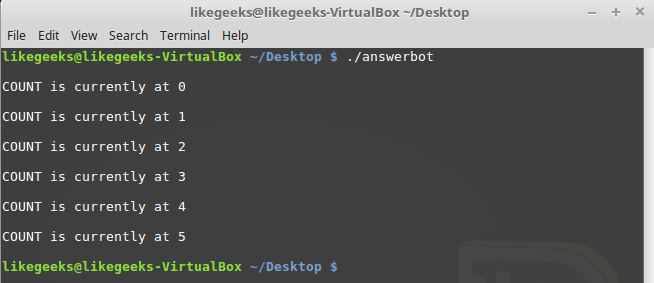 likegeeks@likegeeks-VirtualBox ~/Desktop
File Edit View Search Terminal Help
likegeeks@likegeeks-VirtualBox ~/Desktop $ ./answerbot
COUNT is currently at 0
COUNT is currently at 1
COUNT is currently at 2
COUNT is currently at 3
COUNT is currently at 4
COUNT is currently at 5
likegeeks@likegeeks-VirtualBox ~/Desktop $